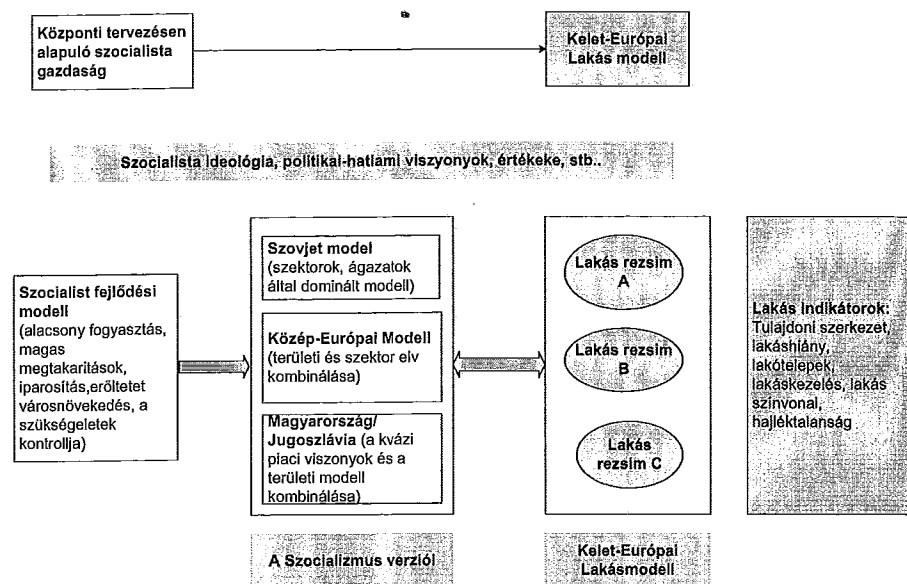 Központi tervezésen
alapuló szocialista
gazdaság
Kelet-Európai
Lakás modell
Szocialista ideológia, politikai-hatlami viszyonyok, értékeke, stb..
Szocialist fejlődési
modell
(alacsony fogyasztás,
magas
megtakarítások,
iparosítás,erőltetet
városnövekedés, a
szükségeletek
kontrollja)
Szovjet model
(szektorok, ágazatok
által dominált modell)
Közép-Európai Modell
(területi és szektor elv
kombinálása)
Magyarország/
Jugoszlávia (a kvázi
piaci viszonyok és a
területi modell
kombinálása)
A Szocializmus verziói
Lakás rezsim
A
Lakás rezsim
B
Lakás
rezsim C
Kelet-Európai
Lakásmodell
Lakás indikátorok:
Tulajdoni szerkezet,
lakáshiány,
lakótelepek,
lakáskezelés, lakás
színvonal,
hajléktalanság